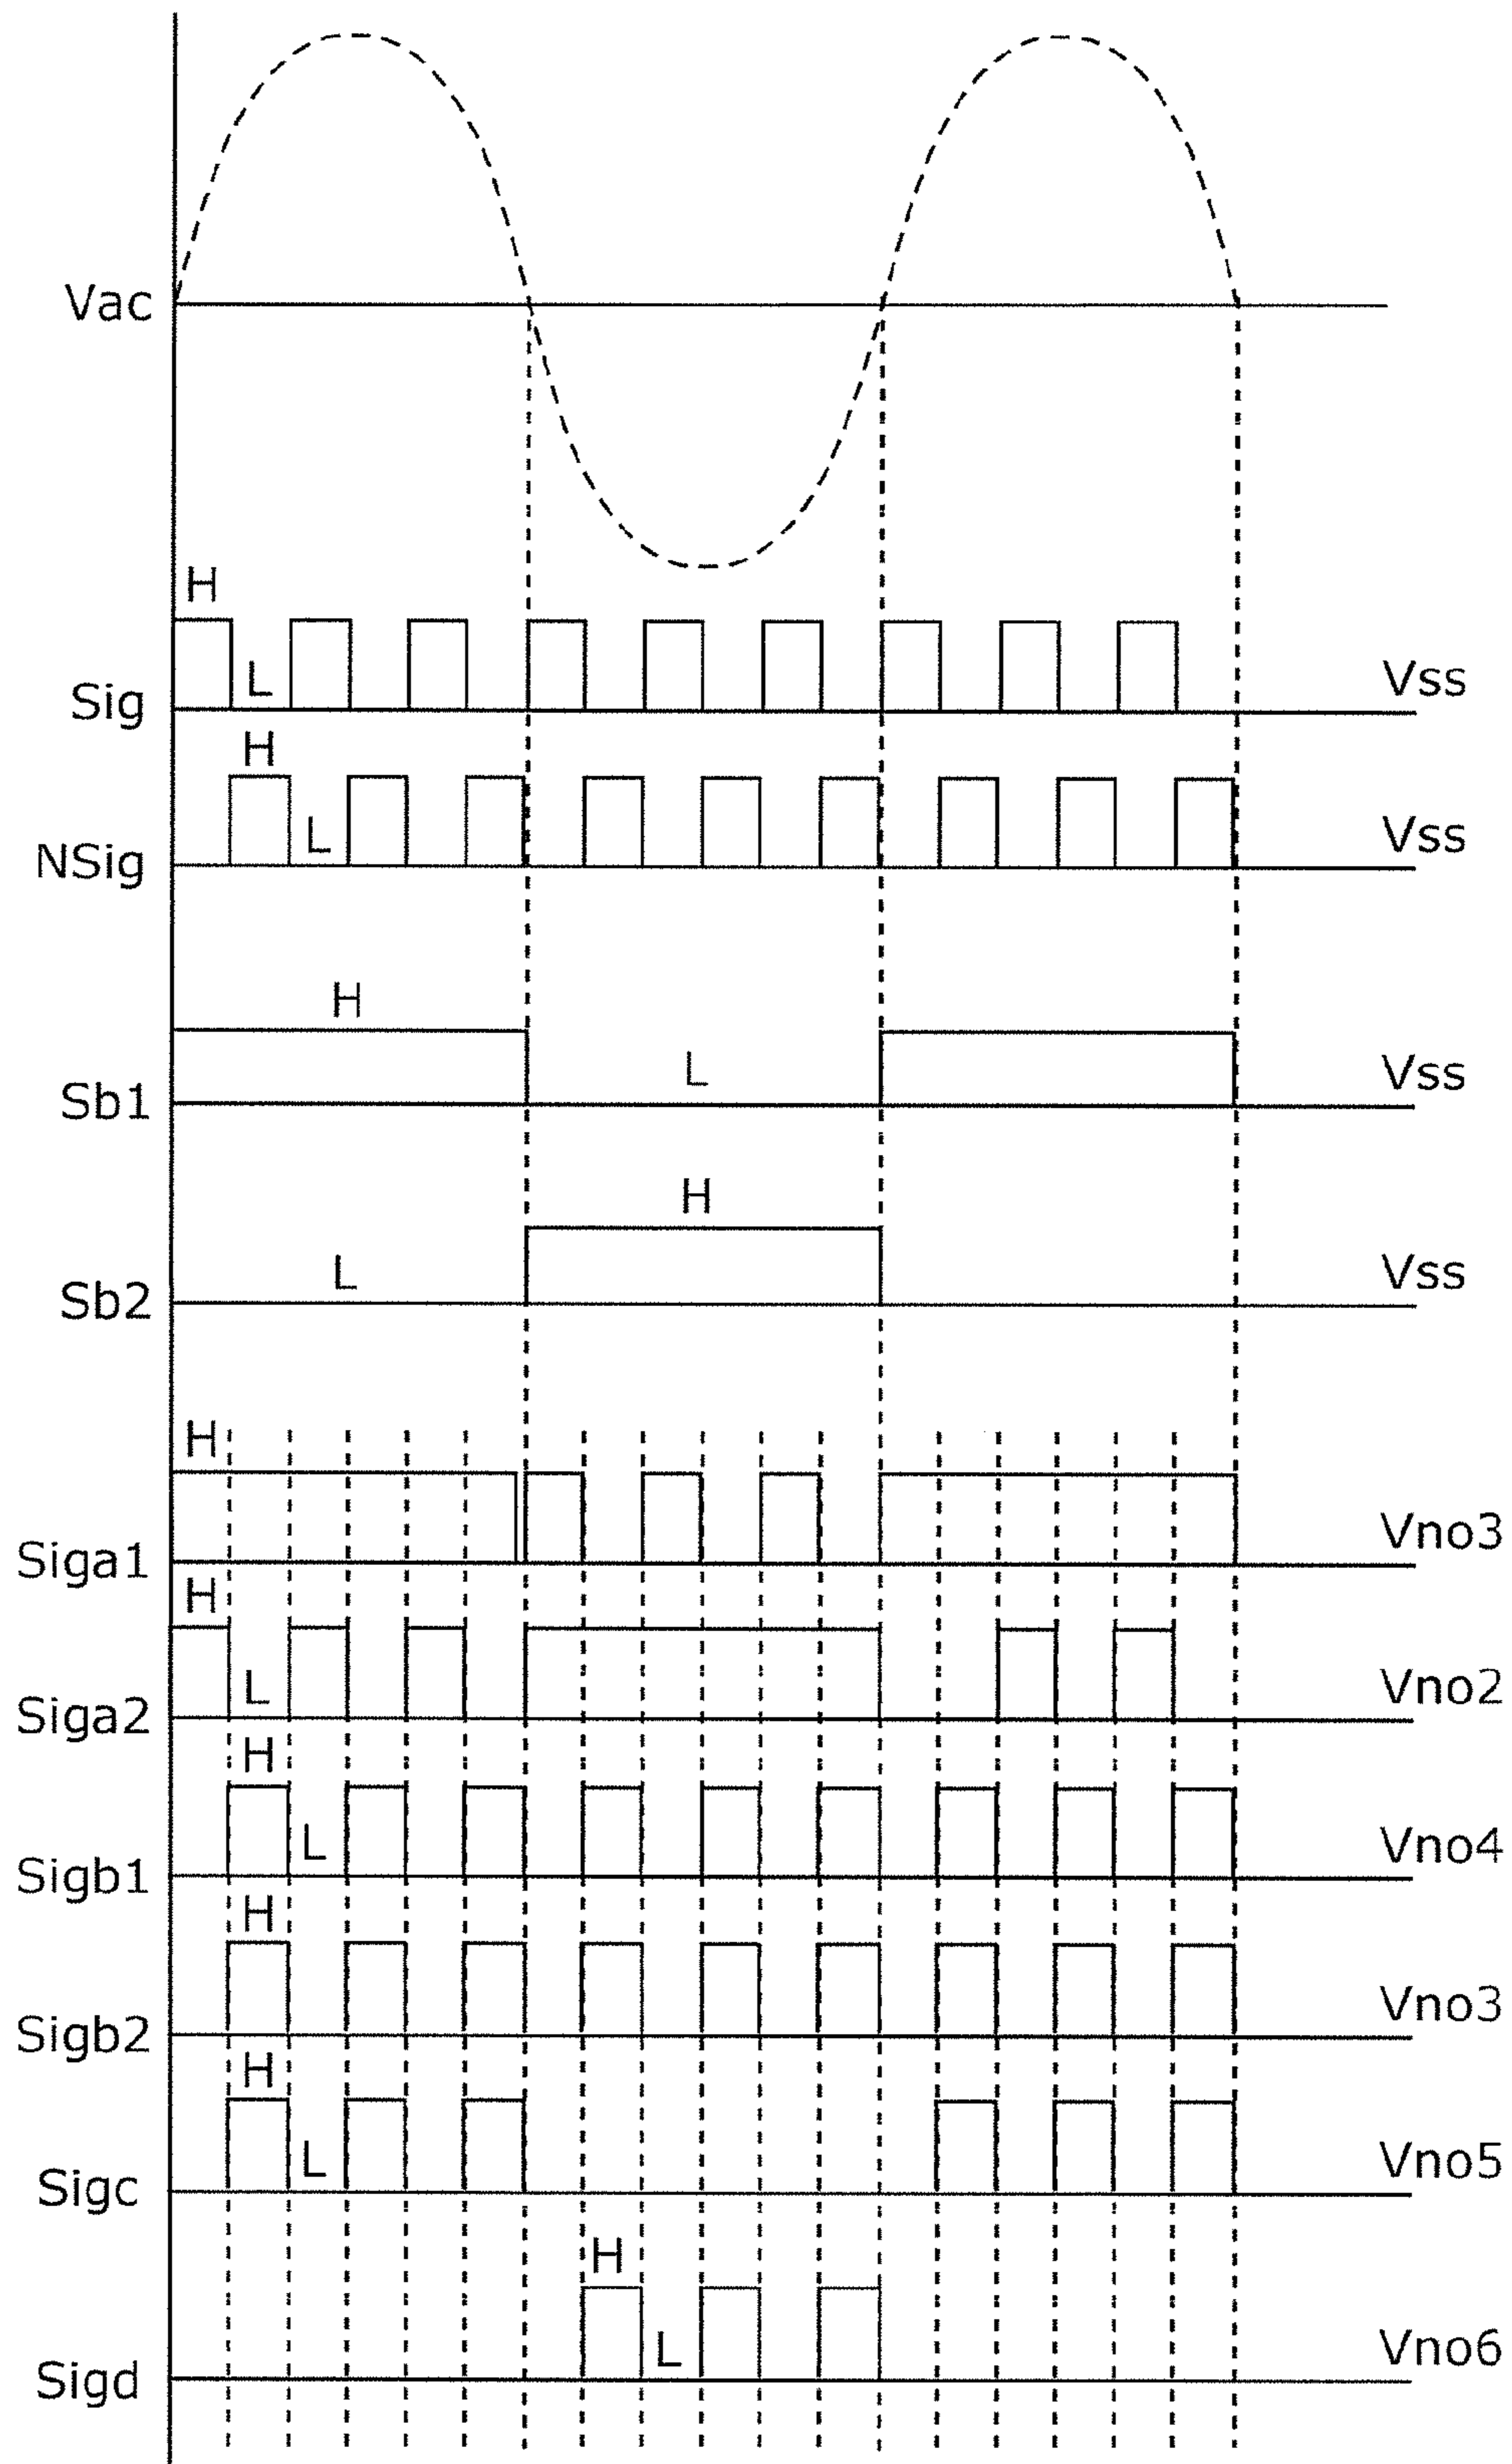 Vac
H
L
Sig Vss
H
L
NSig Vss
H
L
Sb1 Vss
H
L
Sb2 Vss
H
Siga1 Vno3
H
L
Siga2 Vno2
H
L
Sigb1 Vno4
H
Sigb2 Vno3
H
L
Sigc Vno5
H
L
Sigd Vno6